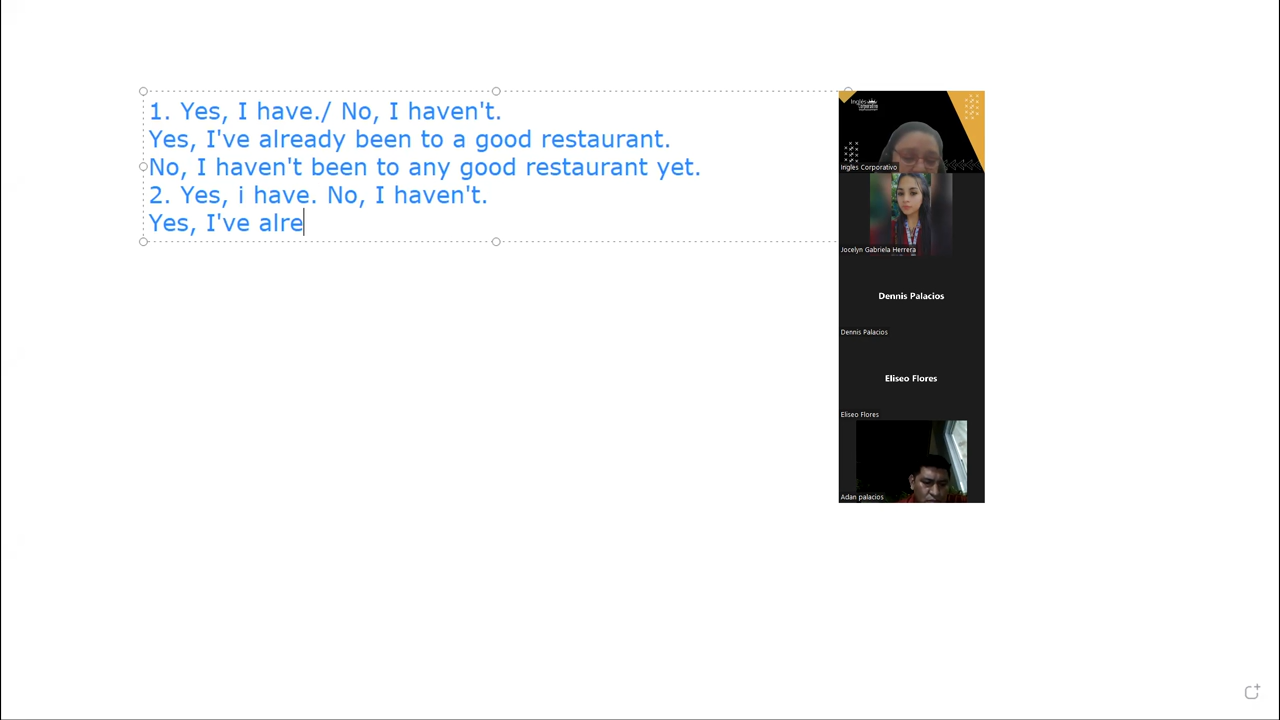 1. Yes, I have./ No, I haven't.
Yes, I've already been to a good restaurant.
No, I haven't been to any good restaurant yet.
2. Yes, i have. No, I haven't.
Yes, I've alre
Inglés
Corporativo
Ingles Corporativo
Jocelyn Gabriela Herrera
Dennis Palacios
Dennis Palacios
Eliseo Flores
Eliseo Flores
Adan palacios